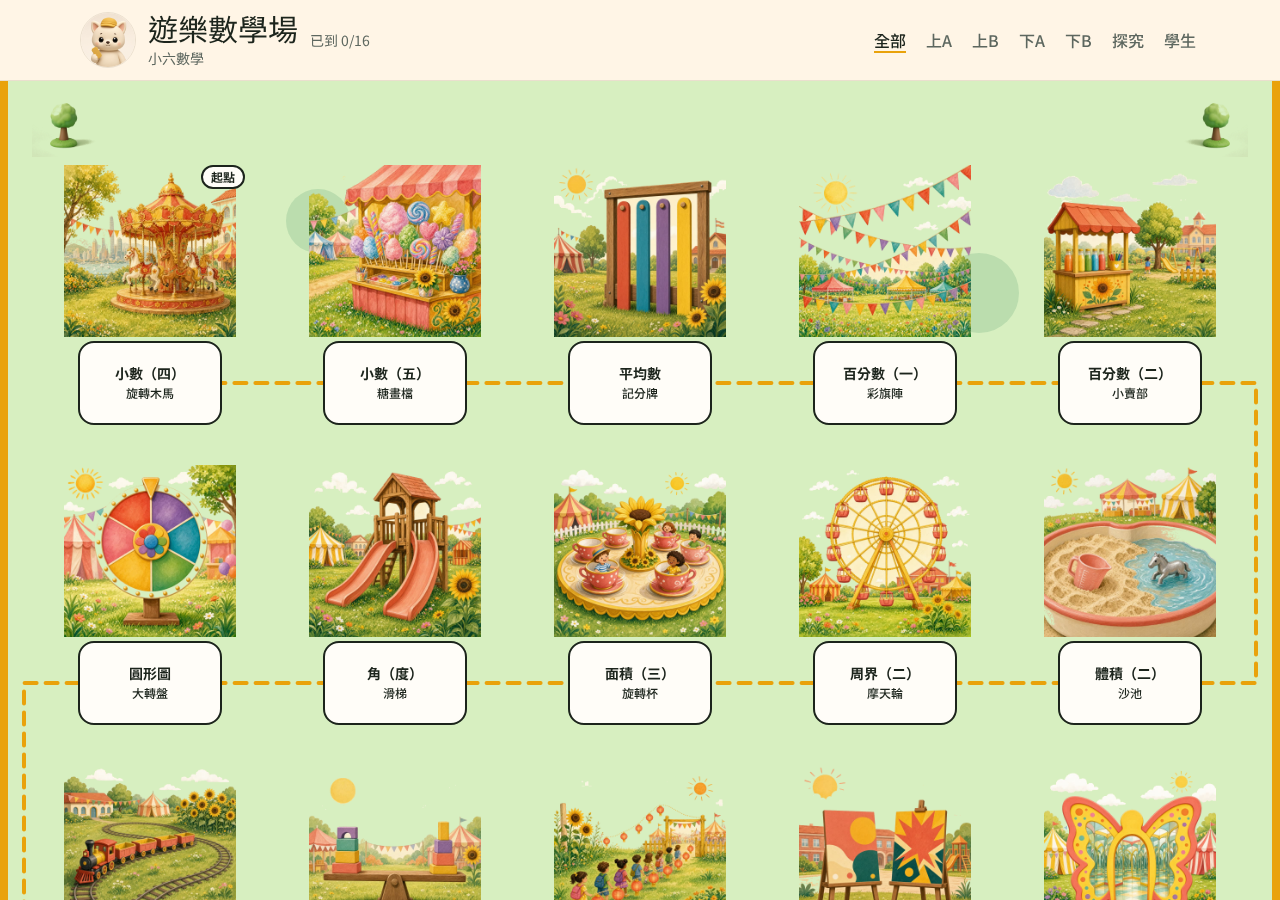 遊樂數學場
已到 0/16
小六數學
全部
上A
上B
下A
下B
探究
學生
起點
小數（四）
旋轉木馬
小數（五）
糖畫檔
平均數
記分牌
百分數（一）
彩旗陣
百分數（二）
小賣部
圓形圖
大轉盤
角（度）
滑梯
面積（三）
旋轉杯
周界（二）
摩天輪
體積（二）
沙池